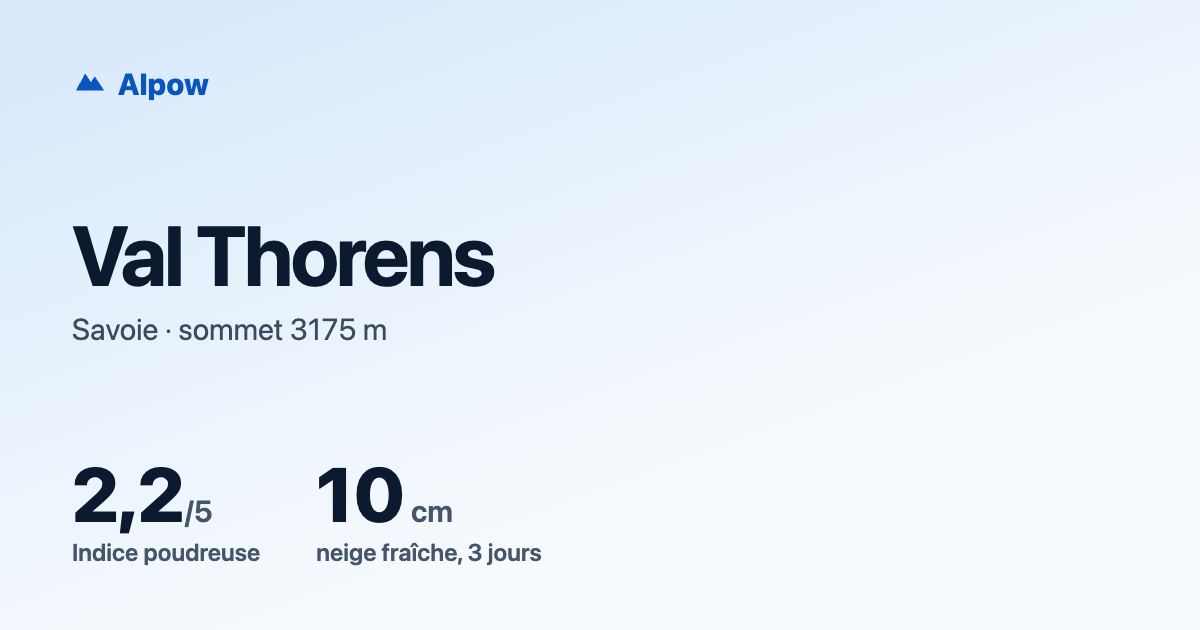 Alpow
Val Thorens
Savoie · sommet 3175 m
2,2/5
Indice poudreuse
10 cm
neige fraîche, 3 jours